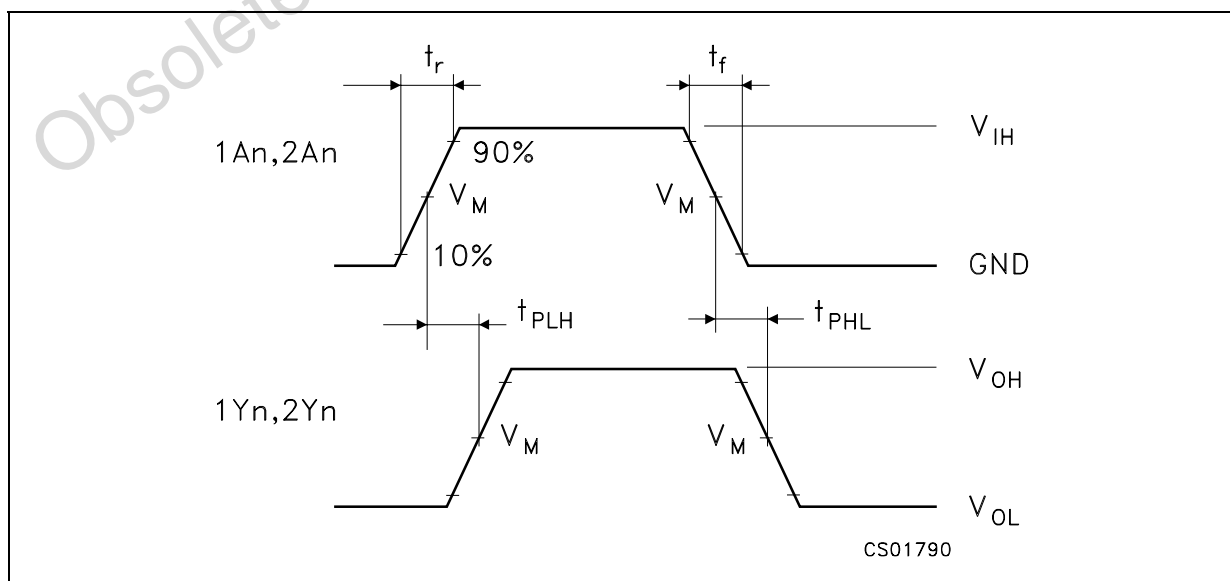 Obsolete
t_r
t_f
1An,2An
90%
V_M
V_M
10%
V_IH
GND
t_PLH
t_PHL
1Yn,2Yn
V_M
V_M
V_OH
V_OL
CS01790